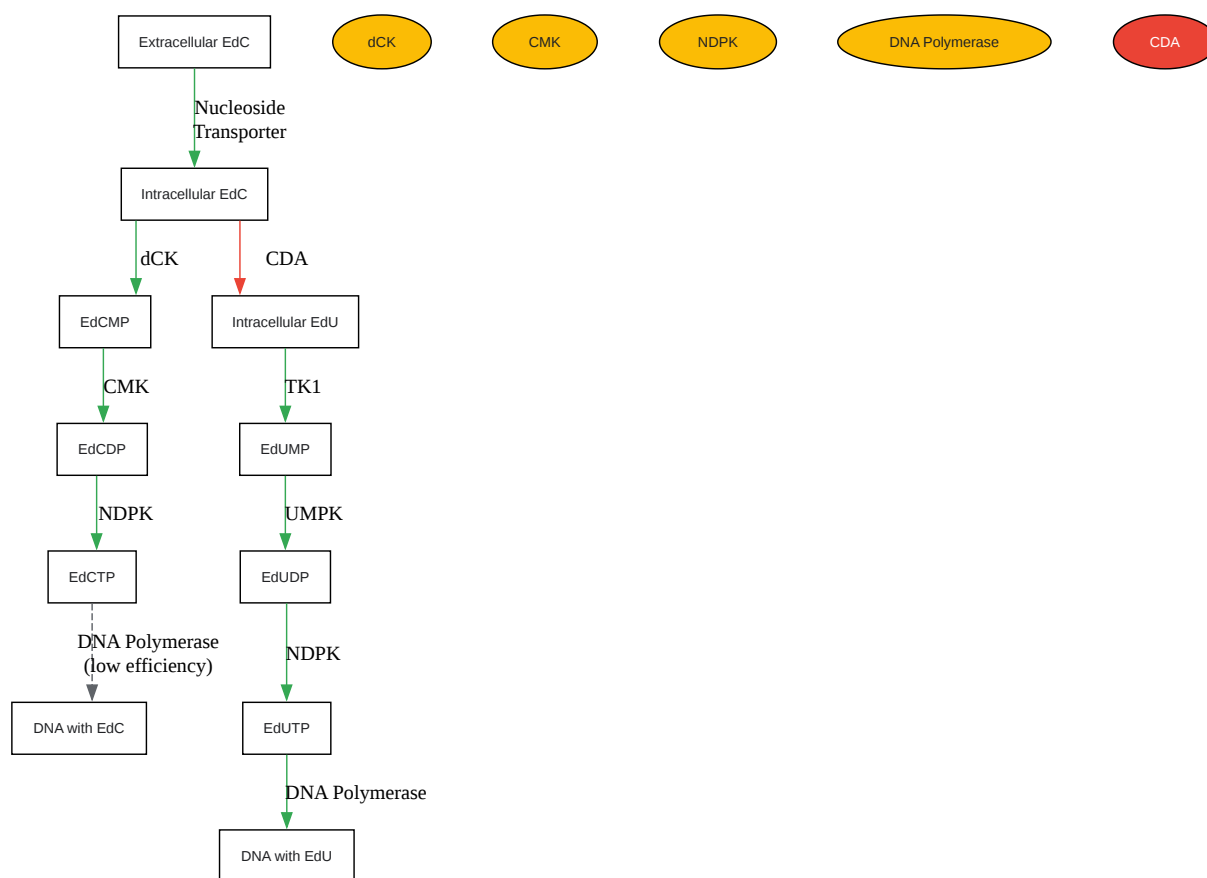 Extracellular EdC
dCK
CMK
NDPK
DNA Polymerase
CDA
Nucleoside
Transporter
Intracellular EdC
dCK
CDA
EdCMP
Intracellular EdU
CMK
TK1
EdCDP
EdUMP
NDPK
UMPK
EdCTP
EdUDP
DNA Polymerase
(low efficiency)
NDPK
DNA with EdC
EdUTP
DNA Polymerase
DNA with EdU